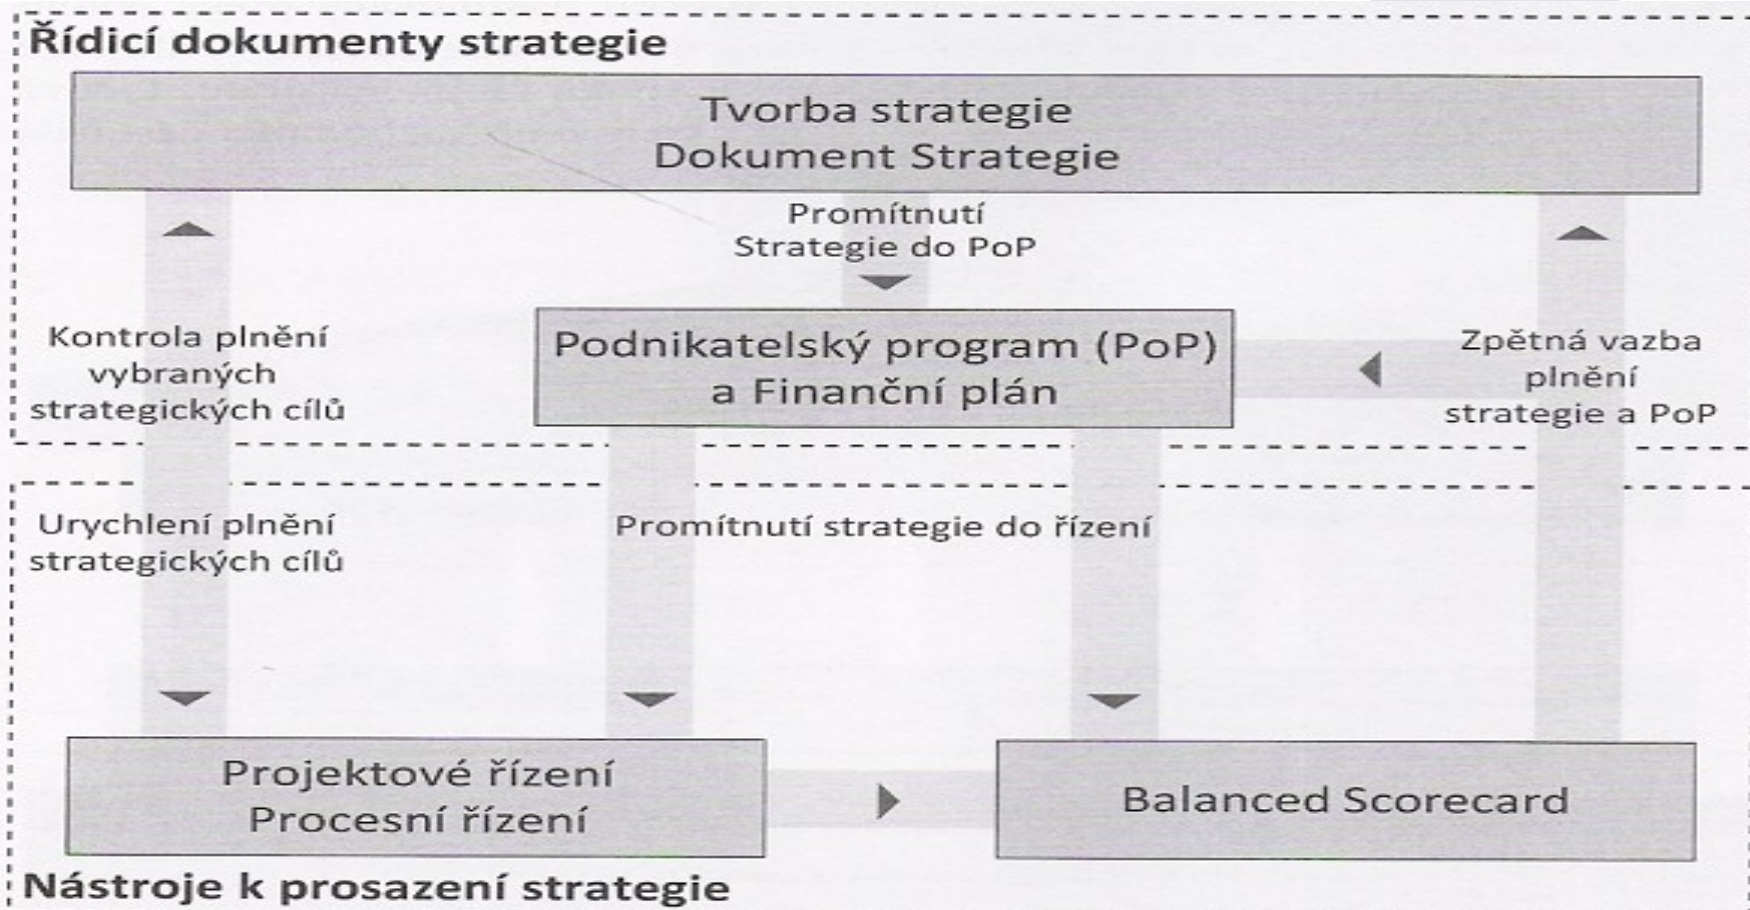 Řídicí dokumenty strategie
Tvorba strategie
Dokument Strategie
Promítnutí
Strategie do PoP
Kontrola plnění
vybraných
strategických cílů
Podnikatelský program (PoP)
a Finanční plán
Zpětná vazba
plnění
strategie a PoP
Urychlení plnění
strategických cílů
Promítnutí strategie do řízení
Projektové řízení
Procesní řízení
Balanced Scorecard
Nástroje k prosazení strategie